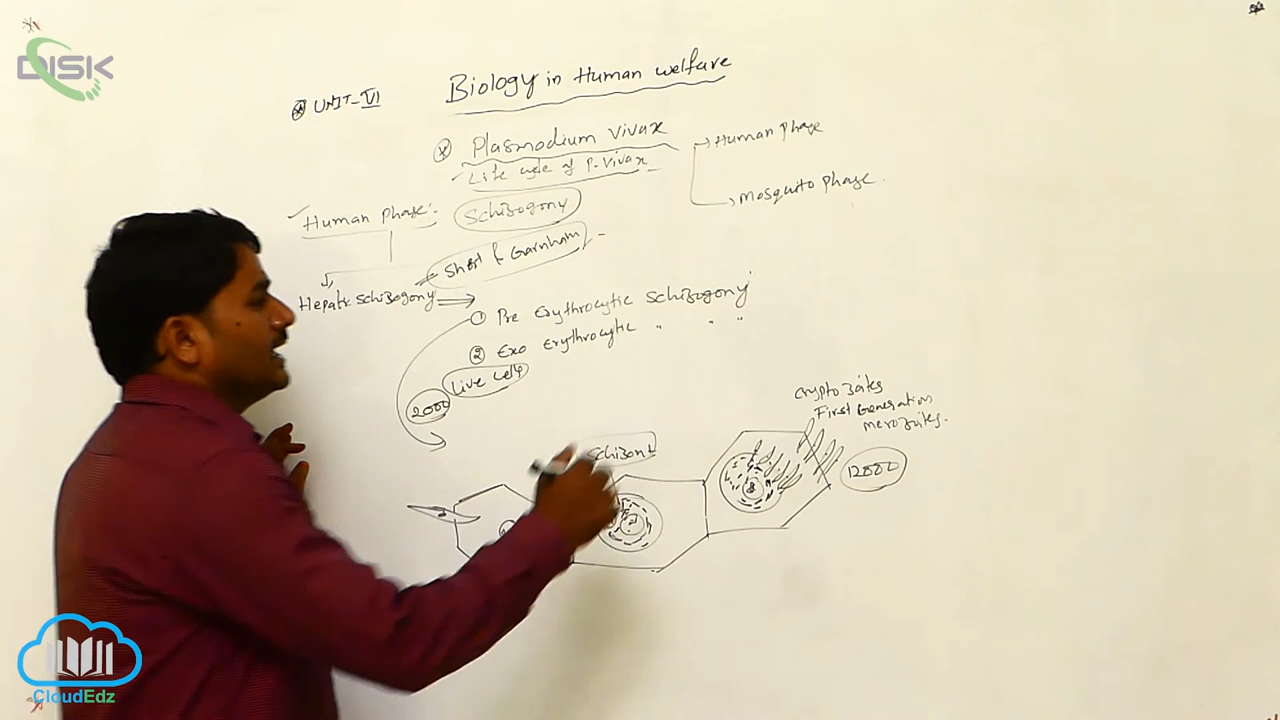 DISK
UNIT-VI
Biology in Human welfare
Plasmodium vivax
Life cycle of P. Vivax
Human Phase
Mosquito Phase
Human Phase:-
Schizogony
Short & Garnham
Hepatic Schizogony
① Pre Erythrocytic Schizogony
② Exo Erythrocytic " " "
Live Cells
2000
Cryptozoites
First Generation
merozoites.
12000
Schizont
CloudEdz